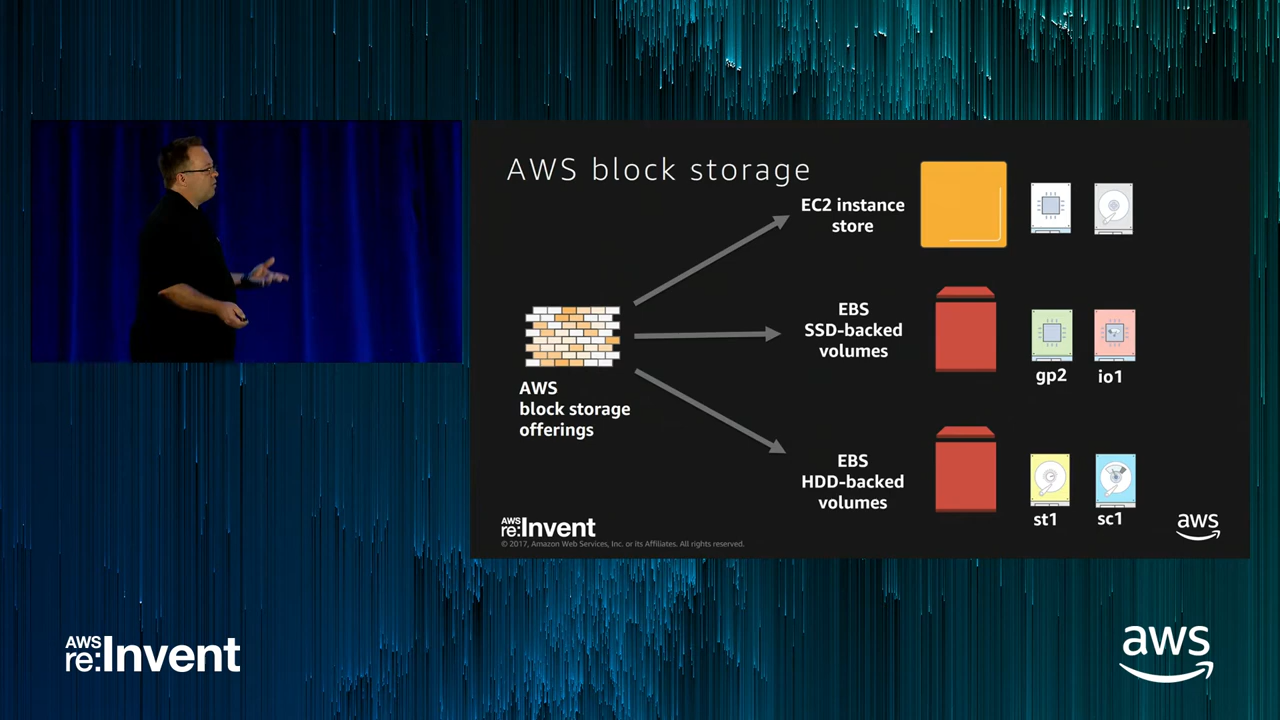 AWS block storage
EC2 instance
store
EBS
SSD-backed
volumes
gp2
io1
AWS
block storage
offerings
EBS
HDD-backed
volumes
st1
sc1
AWS
re:Invent
© 2017, Amazon Web Services, Inc. or its Affiliates. All rights reserved.
aws
AWS
re:Invent
aws